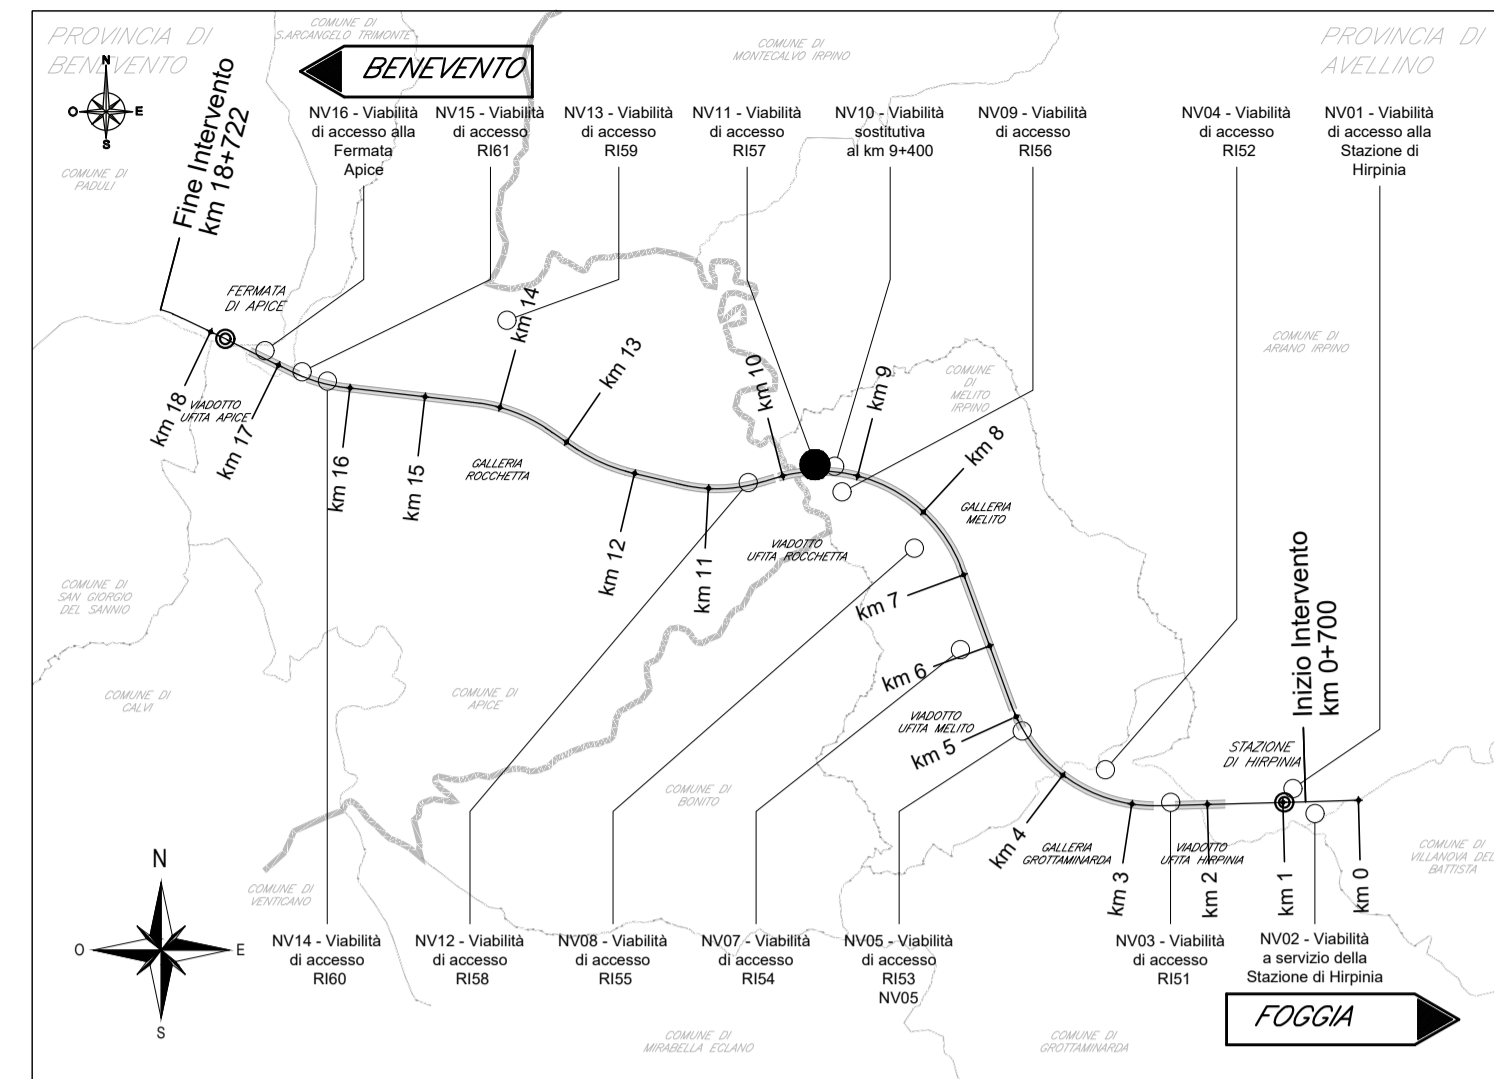 PROVINCIA DI
BENEVENTO
COMUNE DI
S.ARCANGELO TRIMONTE
BENEVENTO
COMUNE DI
MONTECALVO IRPINO
PROVINCIA DI
AVELLINO
N
O
E
S
COMUNE DI
PADULI
Fine Intervento
km 18+722
NV16 - Viabilità
di accesso alla
Fermata
Apice
NV15 - Viabilità
di accesso
RI61
NV13 - Viabilità
di accesso
RI59
NV11 - Viabilità
di accesso
RI57
NV10 - Viabilità
sostitutiva
al km 9+400
NV09 - Viabilità
di accesso
RI56
NV04 - Viabilità
di accesso
RI52
NV01 - Viabilità
di accesso alla
Stazione di
Hirpinia
FERMATA
DI APICE
km 18
VIADOTTO
UFITA APICE
km 17
km 16
km 15
km 14
km 13
GALLERIA
ROCCHETTA
km 12
km 11
km 10
km 9
VIADOTTO
UFITA ROCCHETTA
COMUNE
DI
MELITO
IRPINO
COMUNE DI
ARIANO IRPINO
km 8
GALLERIA
MELITO
km 7
km 6
VIADOTTO
UFITA MELITO
km 5
km 4
GALLERIA
GROTTAMINARDA
km 3
VIADOTTO
UFITA HIRPINIA
km 2
STAZIONE
DI HIRPINIA
Inizio Intervento
km 0+700
km 1
km 0
COMUNE DI
SAN GIORGIO
DEL SANNIO
COMUNE DI
CALVI
COMUNE DI
APICE
COMUNE DI
BONITO
COMUNE DI
VILLANOVA DEL
BATTISTA
COMUNE DI
VENTICANO
N
O
E
S
NV14 - Viabilità
di accesso
RI60
NV12 - Viabilità
di accesso
RI58
NV08 - Viabilità
di accesso
RI55
NV07 - Viabilità
di accesso
RI54
NV05 - Viabilità
di accesso
RI53
NV05
NV03 - Viabilità
di accesso
RI51
NV02 - Viabilità
a servizio della
Stazione di Hirpinia
COMUNE DI
MIRABELLA ECLANO
COMUNE DI
GROTTAMINARDA
FOGGIA